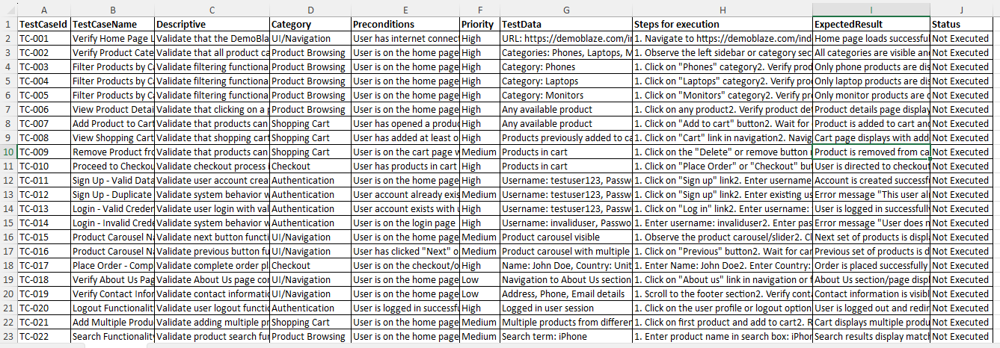 A B C D E F G H I J
1 TestCaseId TestCaseName Descriptive Category Preconditions Priority TestData Steps for execution ExpectedResult Status
2 TC-001 Verify Home Page L Validate that the DemoBla UI/Navigation User has internet connec High URL: https://demoblaze.com/in 1. Navigate to https://demoblaze.com/ind Home page loads successful Not Executed
3 TC-002 Verify Product Cate Validate that all product ca Product Browsing User is on the home page High Categories: Phones, Laptops, M 1. Observe the left sidebar or category sec All categories are visible an Not Executed
4 TC-003 Filter Products by C Validate filtering functiona Product Browsing User is on the home page High Category: Phones 1. Click on "Phones" category2. Verify prod Only phone products are dis Not Executed
5 TC-004 Filter Products by C Validate filtering functiona Product Browsing User is on the home page High Category: Laptops 1. Click on "Laptops" category2. Verify pro Only laptop products are dis Not Executed
6 TC-005 Filter Products by C Validate filtering functiona Product Browsing User is on the home page High Category: Monitors 1. Click on "Monitors" category2. Verify pr Only monitor products are Not Executed
7 TC-006 View Product Detai Validate that clicking on a Product Browsing User is on the home page High Any available product 1. Click on any product2. Verify product det Product details page display Not Executed
8 TC-007 Add Product to Cart Validate that products can Shopping Cart User has opened a produ High Any available product 1. Click on "Add to cart" button2. Wait for Product is added to cart an Not Executed
9 TC-008 View Shopping Cart Validate that shopping cart Shopping Cart User has added at least o High Products previously added to ca 1. Click on "Cart" link in navigation2. Navig Cart page displays with add Not Executed
10 TC-009 Remove Product fr Validate that products can Shopping Cart User is on the cart page w Medium Products in cart 1. Click on the "Delete" or remove button Product is removed from ca Not Executed
11 TC-010 Proceed to Checkou Validate checkout process i Checkout User has products in cart High Products in cart 1. Click on "Place Order" or "Checkout" but User is directed to checkout Not Executed
12 TC-011 Sign Up - Valid Data Validate user account crea Authentication User is on the home page High Username: testuser123, Passw 1. Click on "Sign up" link2. Enter username Account is created successf Not Executed
13 TC-012 Sign Up - Duplicate Validate system behavior w Authentication User account already exis Medium Username: testuser123, Passw 1. Click on "Sign up" link2. Enter existing us Error message "This user al Not Executed
14 TC-013 Login - Valid Creden Validate user login with val Authentication User account exists with High Username: testuser123, Passw 1. Click on "Log in" link2. Enter username: User is logged in successfull Not Executed
15 TC-014 Login - Invalid Crede Validate system behavior w Authentication User is on the login page High Username: invaliduser, Passwo 1. Enter username: invaliduser2. Enter pas Error message "User does n Not Executed
16 TC-015 Product Carousel N Validate next button functi UI/Navigation User is on the home page Medium Product carousel visible 1. Observe the product carousel/slider2. Cl Next set of products is displ Not Executed
17 TC-016 Product Carousel N Validate previous button fu UI/Navigation User has clicked "Next" o Medium Product carousel with multiple 1. Click on "Previous" button2. Wait for car Previous set of products is d Not Executed
18 TC-017 Place Order - Comp Validate complete order pl Checkout User is on the checkout/o High Name: John Doe, Country: Unit 1. Enter Name: John Doe2. Enter Country: Order is placed successfully Not Executed
19 TC-018 Verify About Us Pag Validate About Us page con UI/Navigation User is on the home page Low Navigation to About Us section 1. Click on "About us" link in navigation or f About Us section/page displ Not Executed
20 TC-019 Verify Contact Infor Validate contact informatic UI/Navigation User is on the home page Low Address, Phone, Email details 1. Scroll to the footer section2. Verify cont Contact information is visibl Not Executed
21 TC-020 Logout Functionalit Validate user logout functi Authentication User is logged in successf High Logged in user session 1. Click on the user profile or logout option User is logged out and redir Not Executed
22 TC-021 Add Multiple Produ Validate adding multiple pr Shopping Cart User is on the home page Medium Multiple products from differer 1. Click on first product and add to cart2. R Cart displays multiple produ Not Executed
23 TC-022 Search Functionalit Validate product search fur Product Browsing User is on the home page Medium Search term: iPhone 1. Enter product name in search box: iPhor Search results display matcl Not Executed